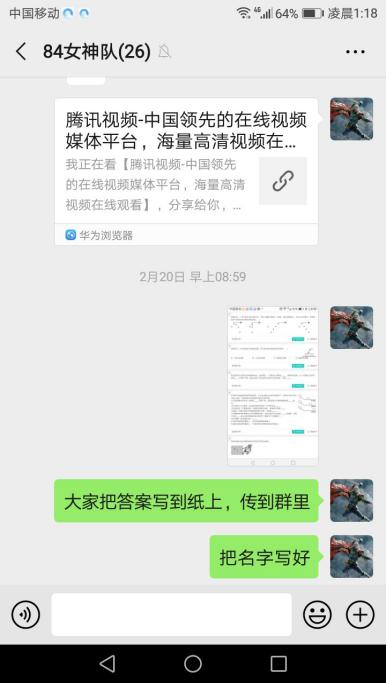 中国移动 4G 64% 凌晨1:18
84女神队(26)
腾讯视频-中国领先的在线视频
媒体平台，海量高清视频在...
我正在看【腾讯视频-中国领先
的在线视频媒体平台，海量高清
视频在线观看】，分享给你，...
华为浏览器
2月20日 早上08:59
大家把答案写到纸上，传到群里
把名字写好